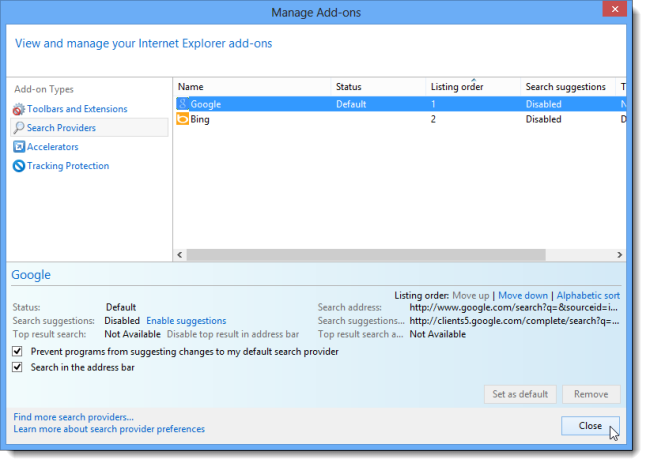 Manage Add-ons
View and manage your Internet Explorer add-ons
Add-on Types
Toolbars and Extensions
Search Providers
Accelerators
Tracking Protection
Name Status Listing order Search suggestions T
Google Default 1 Disabled N
Bing Default 2 Disabled D
Google
Listing order: Move up | Move down | Alphabetic sort
Status: Default Search address: http://www.google.com/search?q=&sourceid=i...
Search suggestions: Disabled Enable suggestions Search suggestions... http://clients5.google.com/complete/search?q=...
Top result search: Not Available Disable top result in address bar Top result search a... Not Available
Prevent programs from suggesting changes to my default search provider
Search in the address bar
Set as default Remove
Find more search providers...
Learn more about search provider preferences
Close